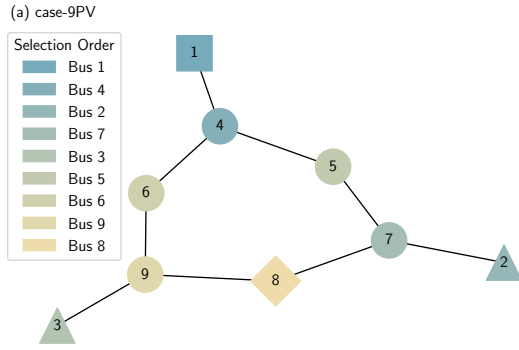 (a) case-9PV
Selection Order
Bus 1
Bus 4
Bus 2
Bus 7
Bus 3
Bus 5
Bus 6
Bus 9
Bus 8
1
4
5
6
7
2
9
8
3